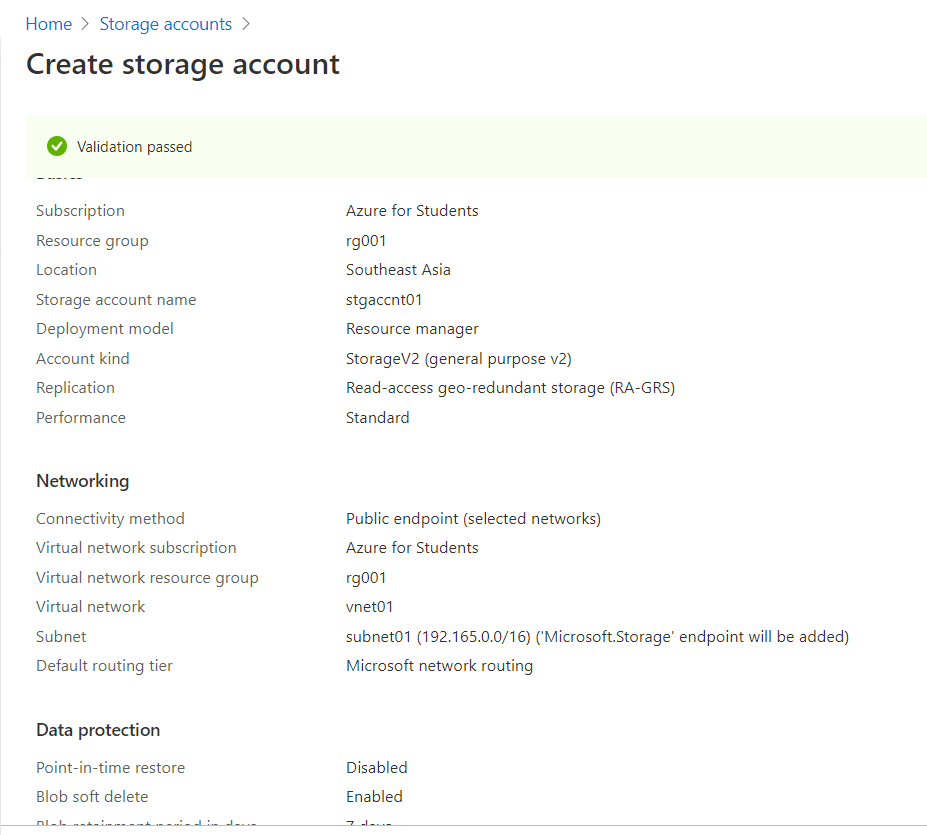 Home > Storage accounts >
Create storage account
Validation passed
Basics
Subscription Azure for Students
Resource group rg001
Location Southeast Asia
Storage account name stgaccnt01
Deployment model Resource manager
Account kind StorageV2 (general purpose v2)
Replication Read-access geo-redundant storage (RA-GRS)
Performance Standard
Networking
Connectivity method Public endpoint (selected networks)
Virtual network subscription Azure for Students
Virtual network resource group rg001
Virtual network vnet01
Subnet subnet01 (192.165.0.0/16) ('Microsoft.Storage' endpoint will be added)
Default routing tier Microsoft network routing
Data protection
Point-in-time restore Disabled
Blob soft delete Enabled
Blob retainment period in days 7 days